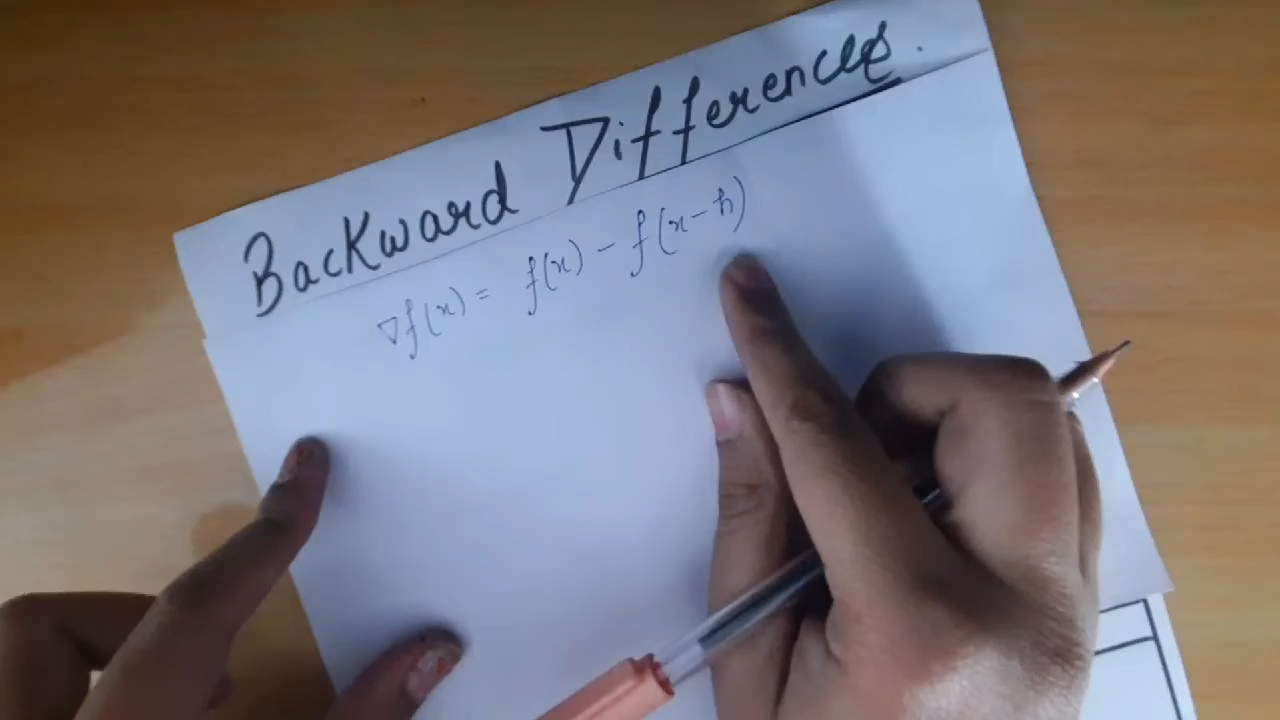 Backward Differences.
∇f(x) = f(x) - f(x-h)